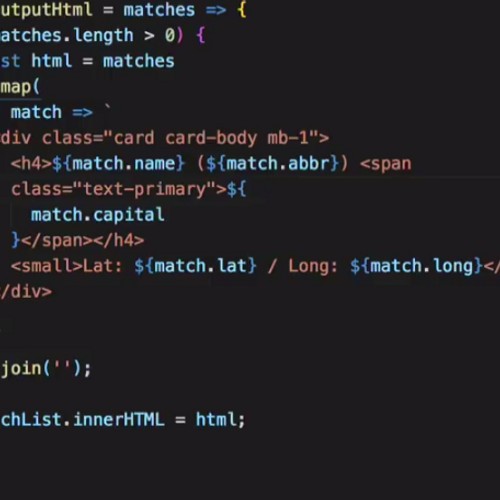 utputHtml = matches => {
atches.length > 0) {
st html = matches
map(
match => `
div class="card card-body mb-1">
<h4>${match.name} (${match.abbr}) <span
class="text-primary">${
match.capital
}</span></h4>
<small>Lat: ${match.lat} / Long: ${match.long}</
/div>
join('');
chList.innerHTML = html;